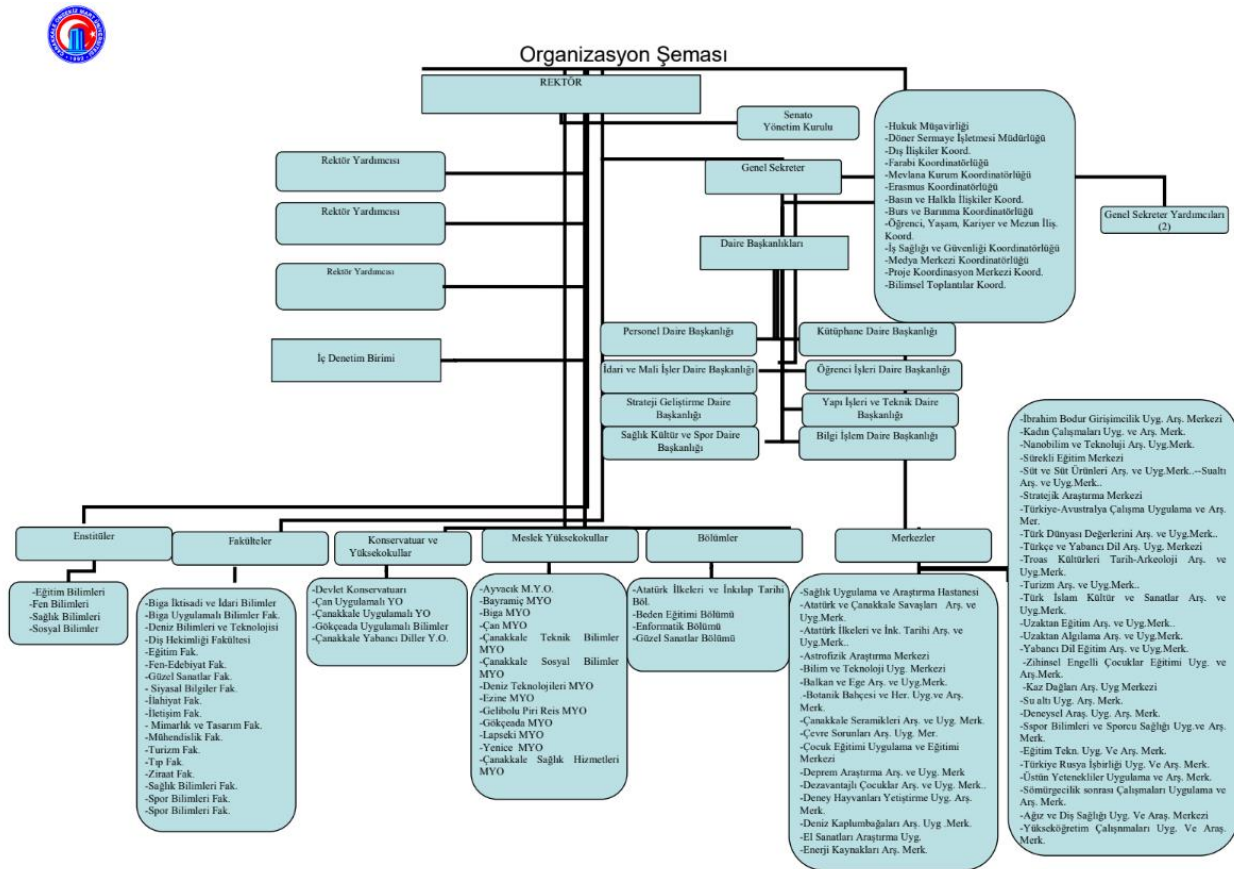 Organizasyon Şeması
REKTÖR
Senato
Yönetim Kurulu
-Hukuk Müşavirliği
-Döner Sermaye İşletmesi Müdürlüğü
-Dış İlişkiler Koord.
-Farabi Koordinatörlüğü
-Mevlana Kurum Koordinatörlüğü
-Erasmus Koordinatörlüğü
-Basın ve Halkla İlişkiler Koord.
-Burs ve Barınma Koordinatörlüğü
-Öğrenci, Yaşam, Kariyer ve Mezun İliş.
Koord.
-İş Sağlığı ve Güvenliği Koordinatörlüğü
-Medya Merkezi Koordinatörlüğü
-Proje Koordinasyon Merkezi Koord.
-Bilimsel Toplantılar Koord.
Rektör Yardımcısı
Genel Sekreter
Rektör Yardımcısı
Genel Sekreter Yardımcıları
(2)
Daire Başkanlıkları
Rektör Yardımcısı
İç Denetim Birimi
Personel Daire Başkanlığı
Kütüphane Daire Başkanlığı
İdari ve Mali İşler Daire Başkanlığı
Öğrenci İşleri Daire Başkanlığı
Strateji Geliştirme Daire
Başkanlığı
Yapı İşleri ve Teknik Daire
Başkanlığı
Sağlık Kültür ve Spor Daire
Başkanlığı
Bilgi İşlem Daire Başkanlığı
Enstitüler
-Eğitim Bilimleri
-Fen Bilimleri
-Sağlık Bilimleri
-Sosyal Bilimler
Fakülteler
-Biga İktisadi ve İdari Bilimler
-Biga Uygulamalı Bilimler Fak.
-Deniz Bilimleri ve Teknolojisi
-Diş Hekimliği Fakültesi
-Eğitim Fak.
-Fen-Edebiyat Fak.
-Güzel Sanatlar Fak.
- Siyasal Bilgiler Fak.
-İlahiyat Fak.
-İletişim Fak.
- Mimarlık ve Tasarım Fak.
-Mühendislik Fak.
-Turizm Fak.
-Tıp Fak.
-Ziraat Fak.
-Sağlık Bilimleri Fak.
-Spor Bilimleri Fak.
-Spor Bilimleri Fak.
Konservatuar ve
Yüksekokullar
-Devlet Konservatuarı
-Çan Uygulamalı YO
-Çanakkale Uygulamalı YO
-Gökçeada Uygulamalı Bilimler
-Çanakkale Yabancı Diller Y.O.
Meslek Yüksekokullar
-Ayvacık M.Y.O.
-Bayramiç MYO
-Biga MYO
-Çan MYO
-Çanakkale Teknik Bilimler
MYO
-Çanakkale Sosyal Bilimler
MYO
-Deniz Teknolojileri MYO
-Ezine MYO
-Gelibolu Piri Reis MYO
-Gökçeada MYO
-Lapseki MYO
-Yenice MYO
-Çanakkale Sağlık Hizmetleri
MYO
Bölümler
-Atatürk İlkeleri ve İnkılap Tarihi
Böl.
-Beden Eğitimi Bölümü
-Enformatik Bölümü
-Güzel Sanatlar Bölümü
Merkezler
-Sağlık Uygulama ve Araştırma Hastanesi
-Atatürk ve Çanakkale Savaşları Arş. ve
Uyg.Merk.
-Atatürk İlkeleri ve İnk. Tarihi Arş. ve
Uyg.Merk..
-Astrofizik Araştırma Merkezi
-Bilim ve Teknoloji Uyg. Merkezi
-Balkan ve Ege Arş. ve Uyg.Merk.
.-Botanik Bahçesi ve Her. Uyg.ve Arş.
Merk.
-Çanakkale Seramikleri Arş. ve Uyg. Merk.
-Çevre Sorunları Arş. Uyg. Mer.
-Çocuk Eğitimi Uygulama ve Eğitimi
Merkezi
-Deprem Araştırma Arş. ve Uyg. Merk
-Dezavantajlı Çocuklar Arş. ve Uyg. Merk..
-Deney Hayvanları Yetiştirme Uyg. Arş.
Merk.
-Deniz Kaplumbağaları Arş. Uyg .Merk.
-El Sanatları Araştırma Uyg.
-Enerji Kaynakları Arş. Merk.
-İbrahim Bodur Girişimcilik Uyg. Arş. Merkezi
-Kadın Çalışmaları Uyg. ve Arş. Merk.
-Nanobilim ve Teknoluji Arş. Uyg.Merk.
-Sürekli Eğitim Merkezi
-Süt ve Süt Ürünleri Arş. ve Uyg.Merk..--Sualtı
Arş. ve Uyg.Merk..
-Stratejik Araştırma Merkezi
-Türkiye-Avustralya Çalışma Uygulama ve Arş.
Mer.
-Türk Dünyası Değerlerini Arş. ve Uyg.Merk..
-Türkçe ve Yabancı Dil Arş. Uyg. Merkezi
-Troas Kültürleri Tarih-Arkeoloji Arş. ve
Uyg.Merk.
-Turizm Arş. ve Uyg.Merk..
-Türk İslam Kültür ve Sanatlar Arş. ve
Uyg.Merk.
-Uzaktan Eğitim Arş. ve Uyg.Merk..
-Uzaktan Algılama Arş. ve Uyg.Merk.
-Yabancı Dil Eğitim Arş. ve Uyg.Merk.
-Zihinsel Engelli Çocuklar Eğitimi Uyg. ve
Arş.Merk.
-Kaz Dağları Arş. Uyg Merkezi
-Su altı Uyg. Arş. Merk.
-Deneysel Araş. Uyg. Arş. Merk.
-Sspor Bilimleri ve Sporcu Sağlığı Uyg.ve Arş.
Merk.
-Eğitim Tekn. Uyg. Ve Arş. Merk.
-Türkiye Rusya İşbirliği Uyg. Ve Arş. Merk.
-Üstün Yetenekliler Uygulama ve Arş. Merk.
-Sömürgecilik sonrası Çalışmaları Uygulama ve
Arş. Merk.
-Ağız ve Diş Sağlığı Uyg. Ve Araş. Merkezi
-Yükseköğretim Çalışnmaları Uyg. Ve Araş.
Merk.